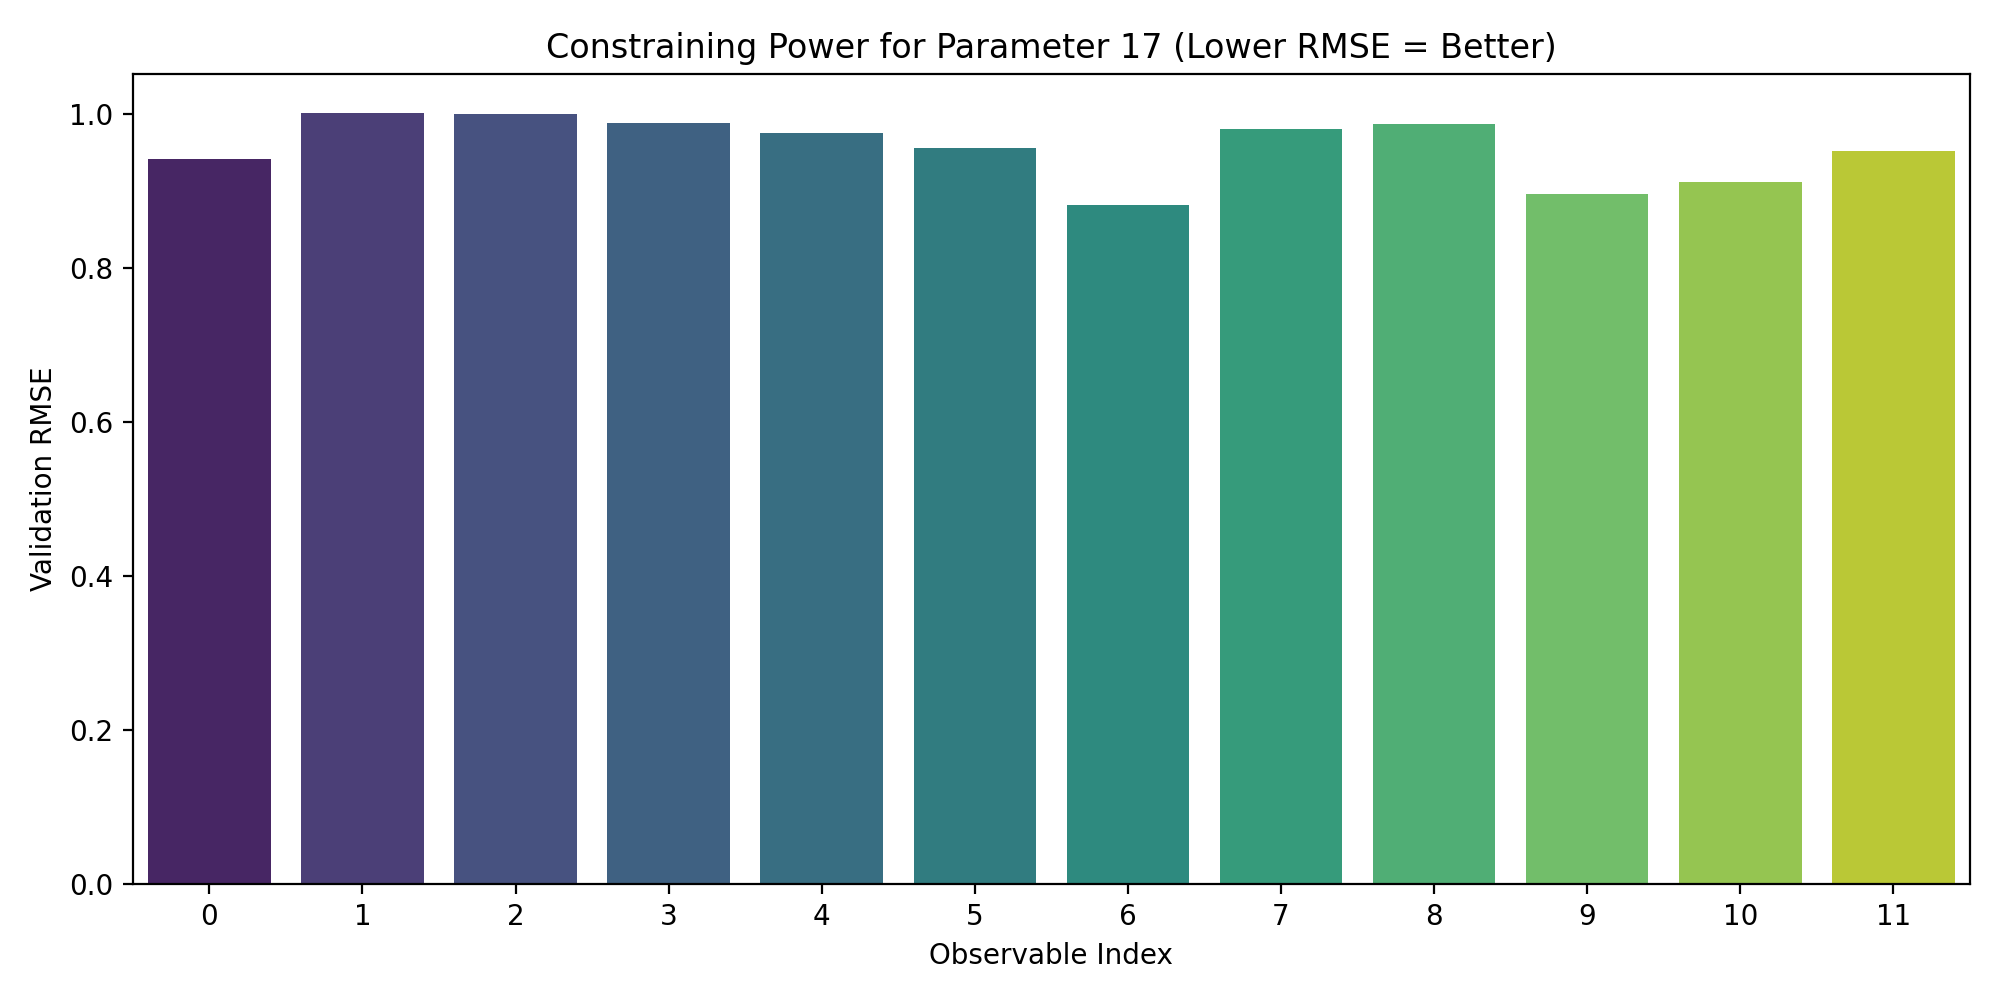 Constraining Power for Parameter 17 (Lower RMSE = Better)
Validation RMSE
1.0
0.8
0.6
0.4
0.2
0.0
0 1 2 3 4 5 6 7 8 9 10 11
Observable Index